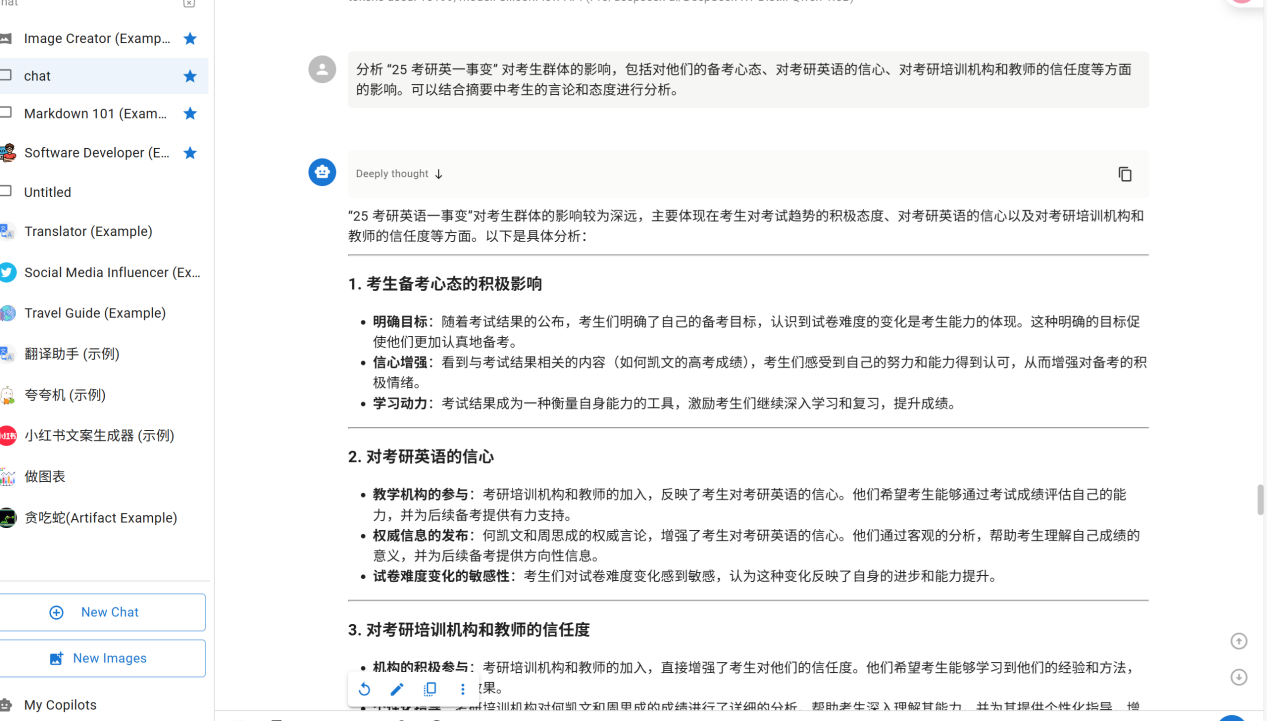 Image Creator (Examp...
chat
Markdown 101 (Exam...
Software Developer (E...
Untitled
Translator (Example)
Social Media Influencer (Ex...
Travel Guide (Example)
翻译助手 (示例)
夸夸机 (示例)
小红书文案生成器 (示例)
做图表
贪吃蛇(Artifact Example)
New Chat
New Images
My Copilots
分析 “25 考研英一事变” 对考生群体的影响，包括对他们的备考心态、对考研英语的信心、对考研培训机构和教师的信任度等方面
的影响。可以结合摘要中考生的言论和态度进行分析。
Deeply thought ↓
“25 考研英语一事变”对考生群体的影响较为深远，主要体现在考生对考试趋势的积极态度、对考研英语的信心以及对考研培训机构和
教师的信任度等方面。以下是具体分析：
1. 考生备考心态的积极影响
• 明确目标：随着考试结果的公布，考生们明确了自己的备考目标，认识到试卷难度的变化是考生能力的体现。这种明确的目标促
使他们更加认真地备考。
• 信心增强：看到与考试结果相关的内容（如何凯文的高考成绩），考生们感受到自己的努力和能力得到认可，从而增强对备考的积
极情绪。
• 学习动力：考试结果成为一种衡量自身能力的工具，激励考生们继续深入学习和复习，提升成绩。
2. 对考研英语的信心
• 教学机构的参与：考研培训机构和教师的加入，反映了考生对考研英语的信心。他们希望考生能够通过考试成绩评估自己的能
力，并为后续备考提供有力支持。
• 权威信息的发布：何凯文和周思成的权威言论，增强了考生对考研英语的信心。他们通过客观的分析，帮助考生理解自己成绩的
意义，并为后续备考提供方向性信息。
• 试卷难度变化的敏感性：考生们对试卷难度变化感到敏感，认为这种变化反映了自身的进步和能力提升。
3. 对考研培训机构和教师的信任度
• 机构的积极参与：考研培训机构和教师的加入，直接增强了考生对他们的信任度。他们希望考生能够学习到他们的经验和方法，
效果。
考研培训机构对何凯文和周思成的成绩进行了详细的分析，帮助考生深入理解其能力，并为其提供个性化指导，增